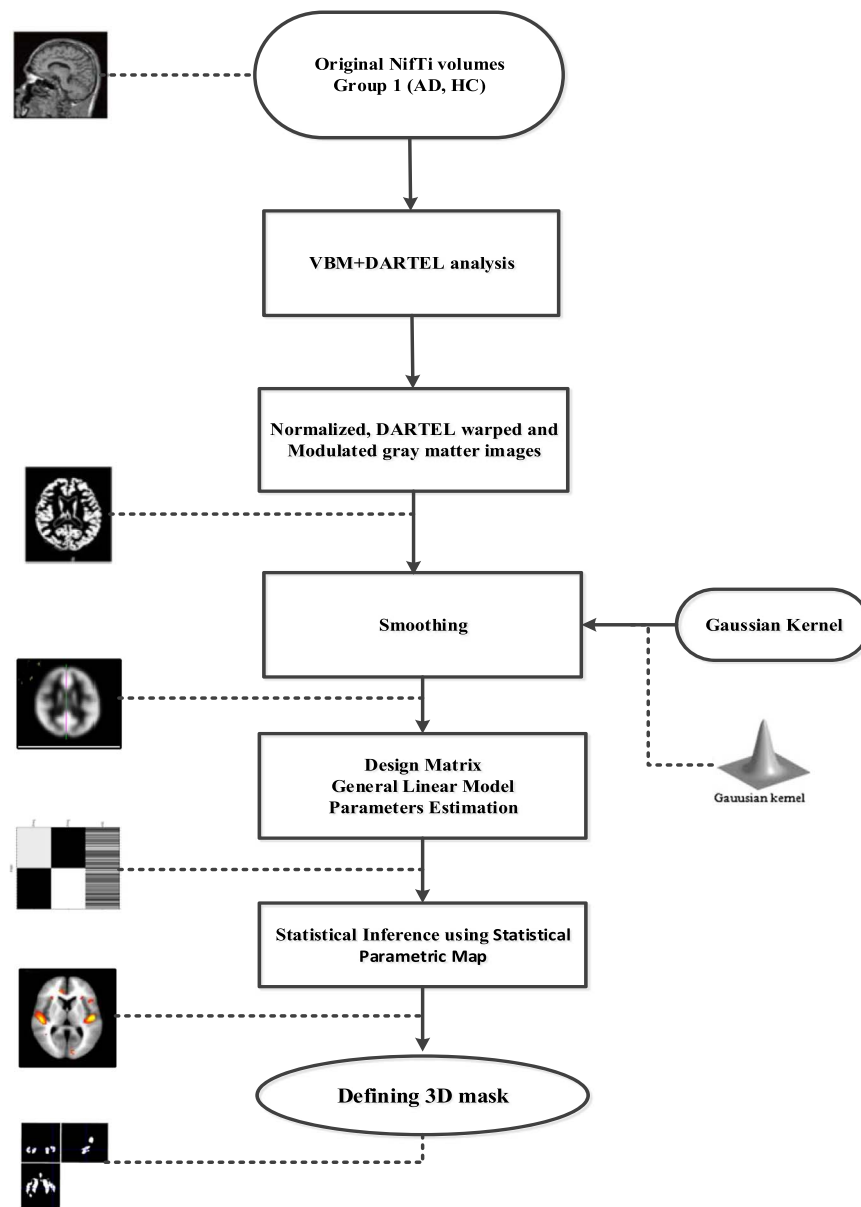 Original NifTi volumes
Group 1 (AD, HC)
VBM+DARTEL analysis
Normalized, DARTEL warped and
Modulated gray matter images
Smoothing
Gaussian Kernel
Design Matrix
General Linear Model
Parameters Estimation
Gauusian kernel
Statistical Inference using Statistical
Parametric Map
Defining 3D mask